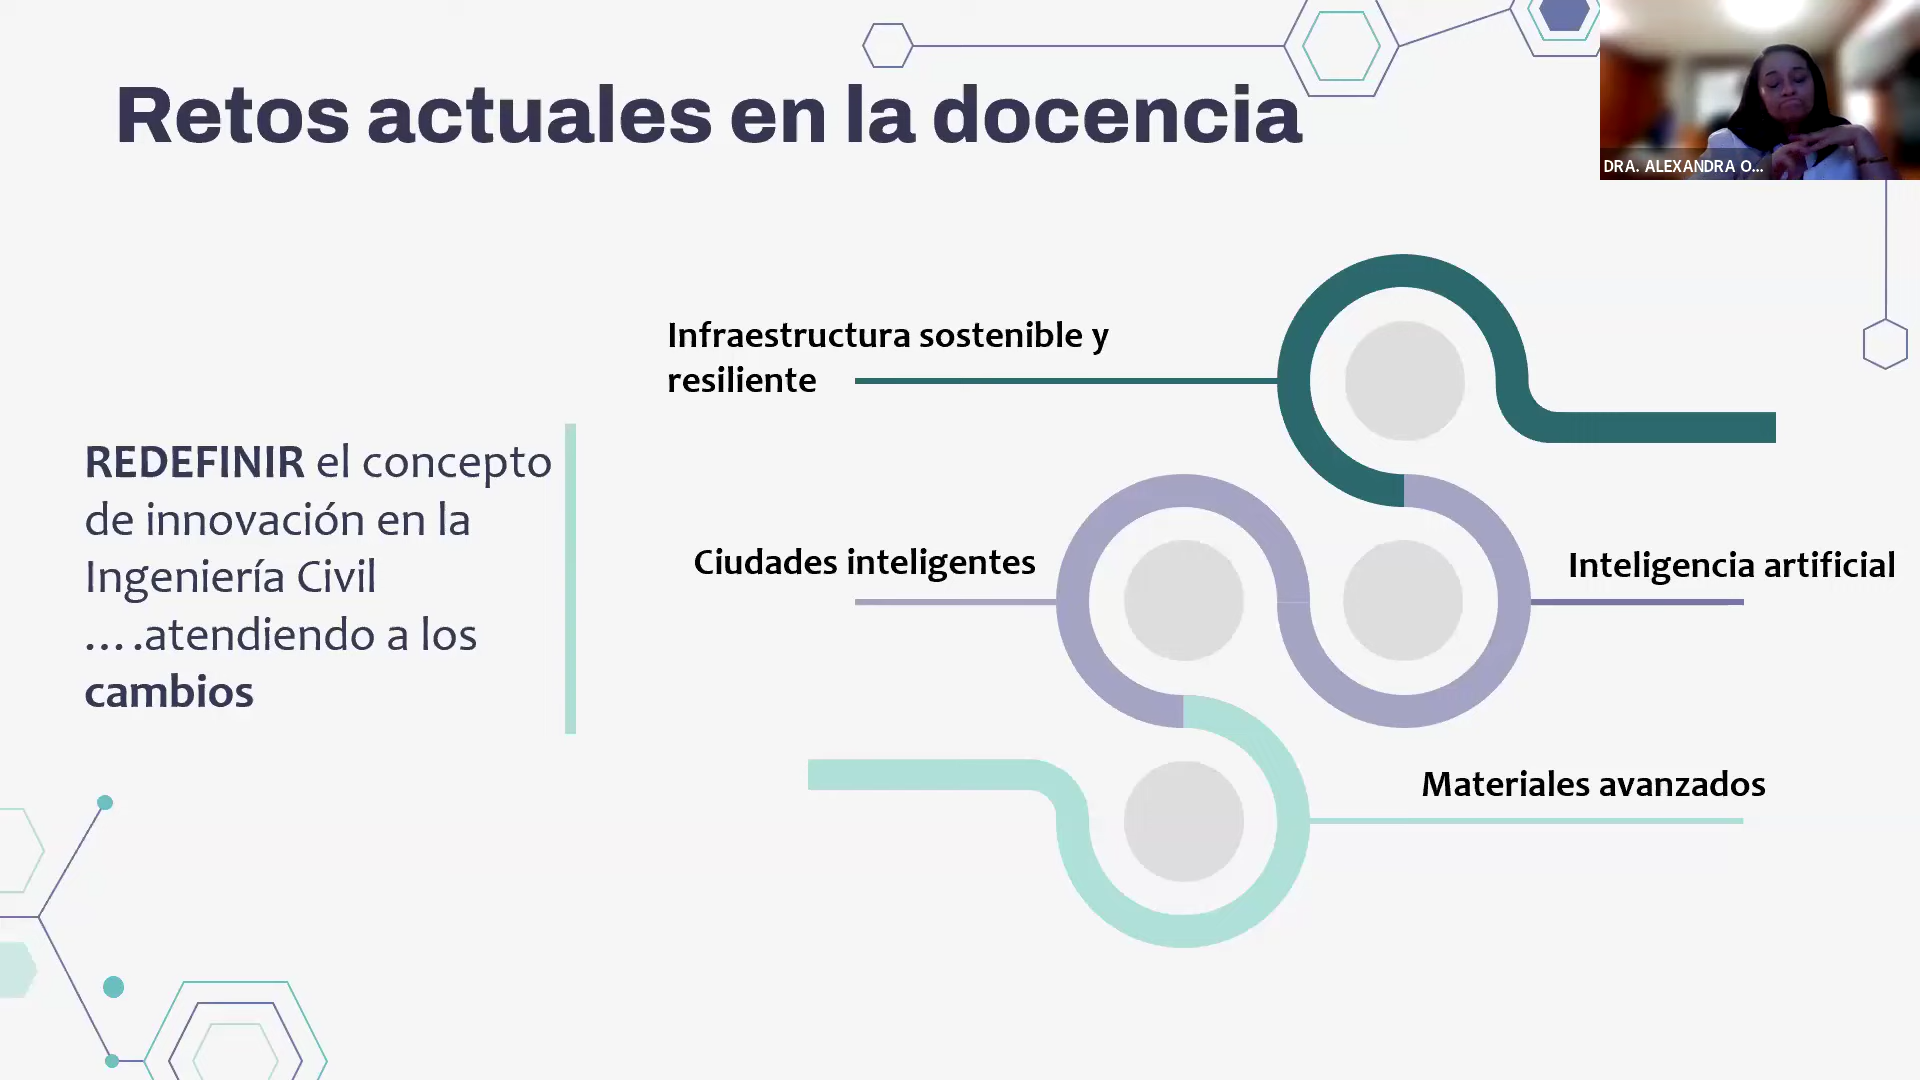 Retos actuales en la docencia
DRA. ALEXANDRA O...
Infraestructura sostenible y
resiliente
REDEFINIR el concepto
de innovación en la
Ingeniería Civil
....atendiendo a los
cambios
Ciudades inteligentes
Inteligencia artificial
Materiales avanzados